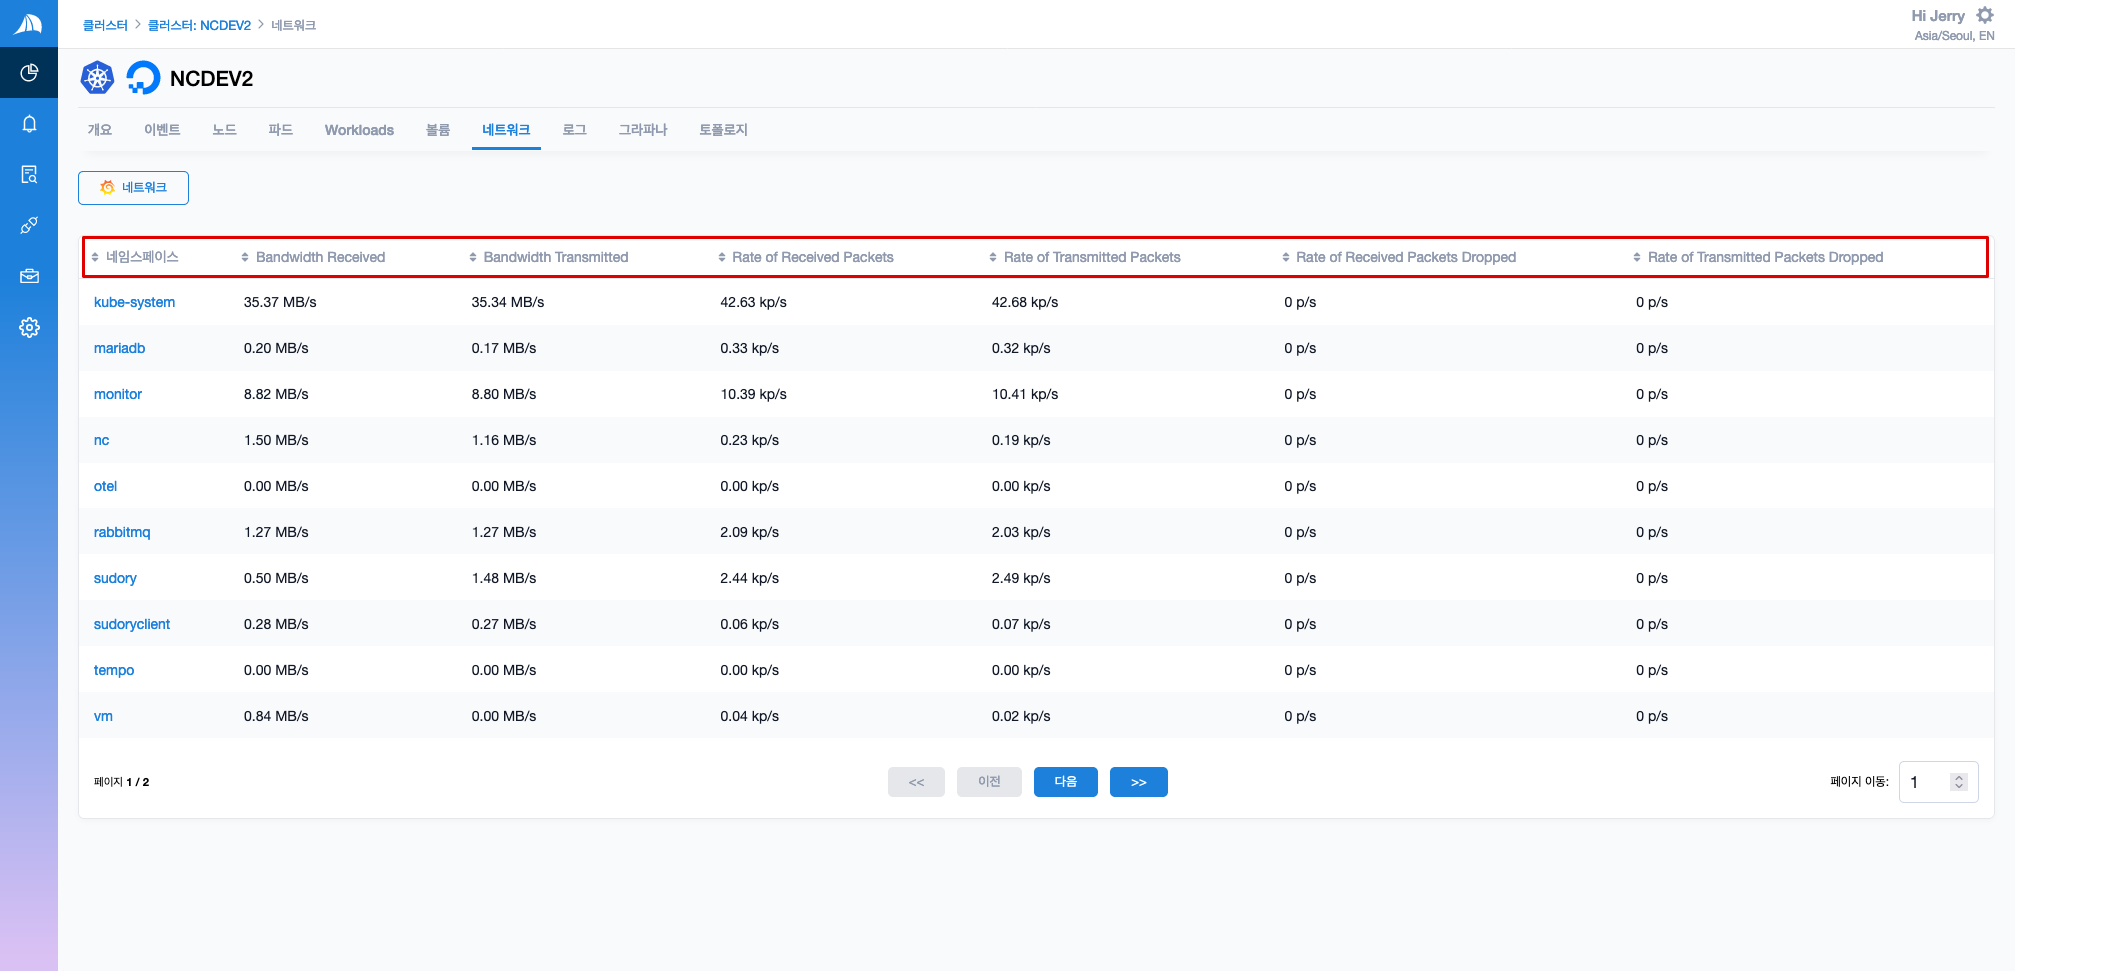 클러스터 > 클러스터: NCDEV2 > 네트워크
Hi Jerry
Asia/Seoul, EN
NCDEV2
개요 이벤트 노드 파드 Workloads 볼륨 네트워크 로그 그라파나 토폴로지
네트워크
네임스페이스 Bandwidth Received Bandwidth Transmitted Rate of Received Packets Rate of Transmitted Packets Rate of Received Packets Dropped Rate of Transmitted Packets Dropped
kube-system 35.37 MB/s 35.34 MB/s 42.63 kp/s 42.68 kp/s 0 p/s 0 p/s
mariadb 0.20 MB/s 0.17 MB/s 0.33 kp/s 0.32 kp/s 0 p/s 0 p/s
monitor 8.82 MB/s 8.80 MB/s 10.39 kp/s 10.41 kp/s 0 p/s 0 p/s
nc 1.50 MB/s 1.16 MB/s 0.23 kp/s 0.19 kp/s 0 p/s 0 p/s
otel 0.00 MB/s 0.00 MB/s 0.00 kp/s 0.00 kp/s 0 p/s 0 p/s
rabbitmq 1.27 MB/s 1.27 MB/s 2.09 kp/s 2.03 kp/s 0 p/s 0 p/s
sudory 0.50 MB/s 1.48 MB/s 2.44 kp/s 2.49 kp/s 0 p/s 0 p/s
sudoryclient 0.28 MB/s 0.27 MB/s 0.06 kp/s 0.07 kp/s 0 p/s 0 p/s
tempo 0.00 MB/s 0.00 MB/s 0.00 kp/s 0.00 kp/s 0 p/s 0 p/s
vm 0.84 MB/s 0.00 MB/s 0.04 kp/s 0.02 kp/s 0 p/s 0 p/s
페이지 1 / 2 << 이전 다음 >> 페이지 이동: 1